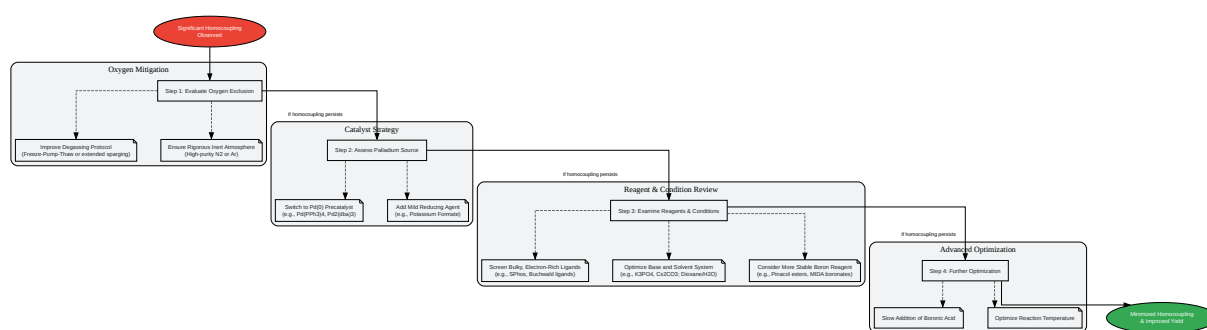 Significant Homocoupling
Observed
Oxygen Mitigation
Step 1: Evaluate Oxygen Exclusion
If homocoupling persists
Improve Degassing Protocol
(Freeze-Pump-Thaw or extended sparging)
Ensure Rigorous Inert Atmosphere
(High-purity N2 or Ar)
Catalyst Strategy
Step 2: Assess Palladium Source
If homocoupling persists
Switch to Pd(0) Precatalyst
(e.g., Pd(PPh3)4, Pd2(dba)3)
Add Mild Reducing Agent
(e.g., Potassium Formate)
Reagent & Condition Review
Step 3: Examine Reagents & Conditions
If homocoupling persists
Screen Bulky, Electron-Rich Ligands
(e.g., SPhos, Buchwald ligands)
Optimize Base and Solvent System
(e.g., K3PO4, Cs2CO3; Dioxane/H2O)
Consider More Stable Boron Reagent
(e.g., Pinacol esters, MIDA boronates)
Advanced Optimization
Step 4: Further Optimization
Slow Addition of Boronic Acid
Optimize Reaction Temperature
Minimized Homocoupling
& Improved Yield